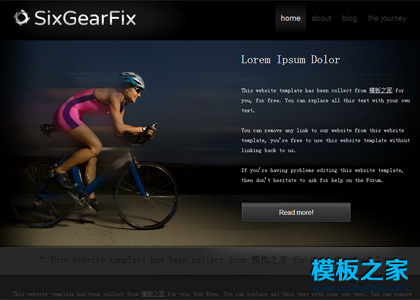 SixGearFix
home about blog the journey
Lorem Ipsum Dolor
This website template has been collect from 模板之家 for
you, for free. You can replace all this text with your own
text.
You can remove any link to our website from this website
template, you're free to use this website template without
linking back to us.
If you're having problems editing this website template,
then don't hesitate to ask for help on the Forum.
Read more!
" This website template has been collect from 模板之家 for
模板之家
This website template has been collect from 模板之家 for you, for free. You can replace all this text with your own text. You can remove